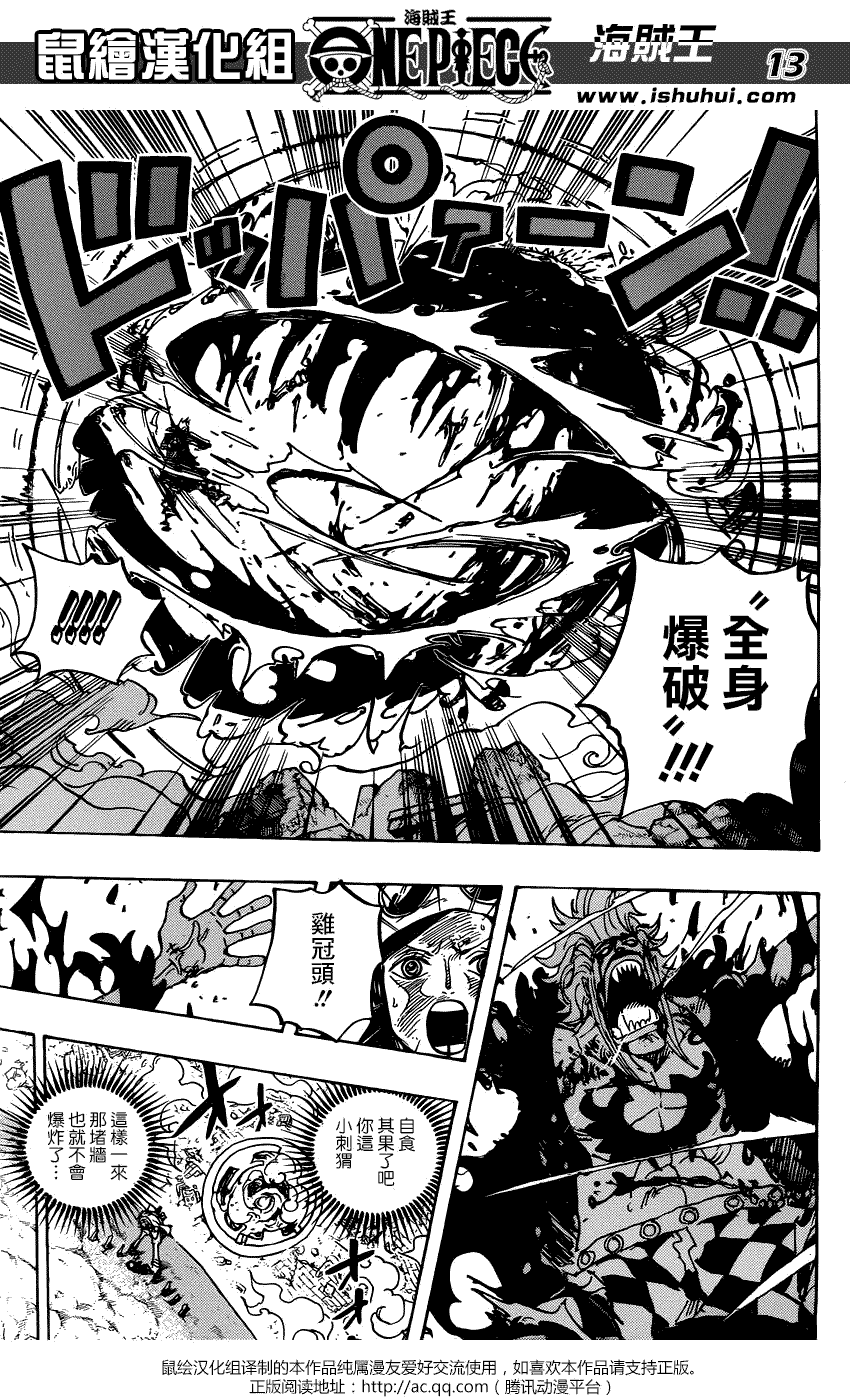 鼠繪漢化組
海賊王
ONE PIECE
海賊王
13
www.ishuhui.com
ドッパァーン!!
〝全身
爆破〟!!!
!!!!
雞冠頭!!
自食
其果了吧
你這
小刺猬
這樣一來
那堵牆
也就不會
爆炸了…
鼠绘汉化组译制的本作品纯属漫友爱好交流使用，如喜欢本作品请支持正版。
正版阅读地址：http://ac.qq.com（腾讯动漫平台）